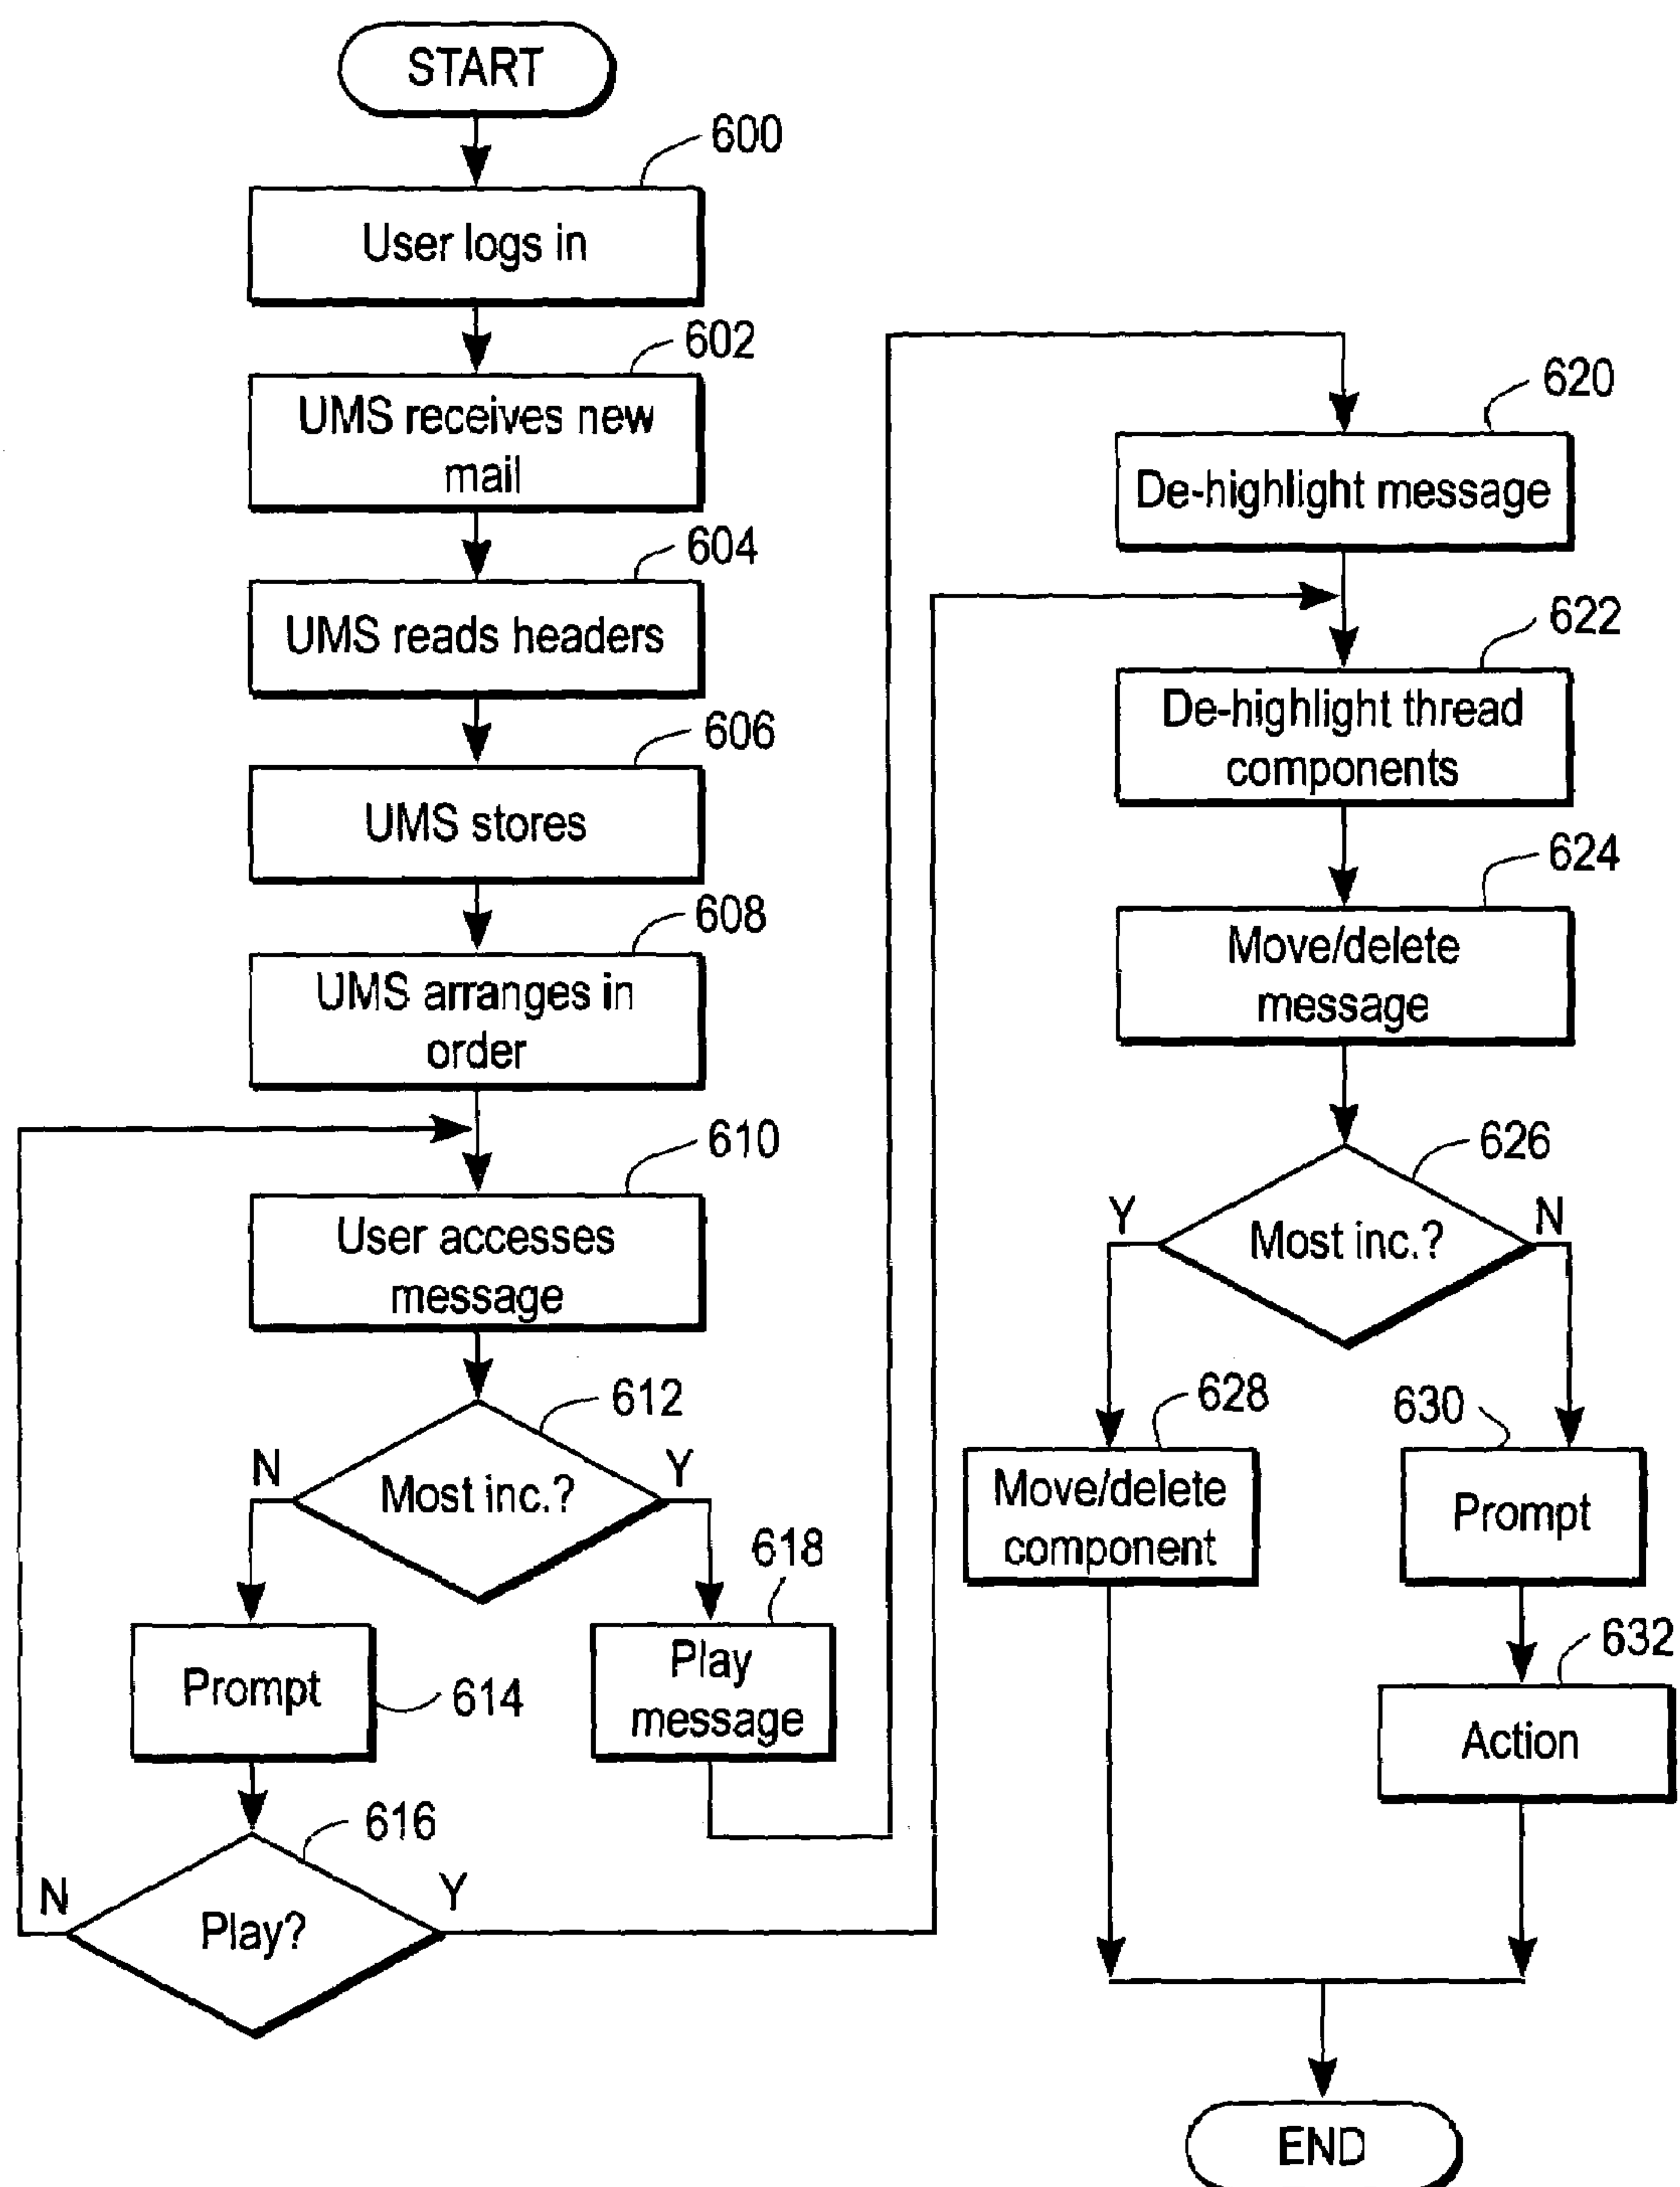 START
600
User logs in
602
UMS receives new
mail
604
UMS reads headers
606
UMS stores
608
UMS arranges in
order
610
User accesses
message
612
N
Most inc.?
Y
618
Prompt
614
Play
message
616
N
Play?
Y
620
De-highlight message
622
De-highlight thread
components
624
Move/delete
message
626
Y
Most inc.?
N
628
Move/delete
component
630
Prompt
632
Action
END